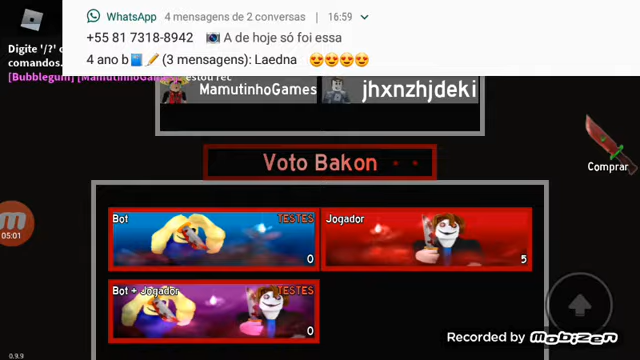 WhatsApp 4 mensagens de 2 conversas | 16:59
+55 81 7318-8942 📷 A de hoje só foi essa
4 ano b📘✏️ (3 mensagens): Laedna 😍😍😍😍
Digite '/?'
comandos.
[Bubblegum] [MamutinhoGames
estou rec
MamutinhoGames
jhxnzhjdeki
Voto Bakon
Comprar
05:01
Bot TESTES
0
Jogador
5
Bot + Jogador TESTES
0
0.9.9
Recorded by Mobizen